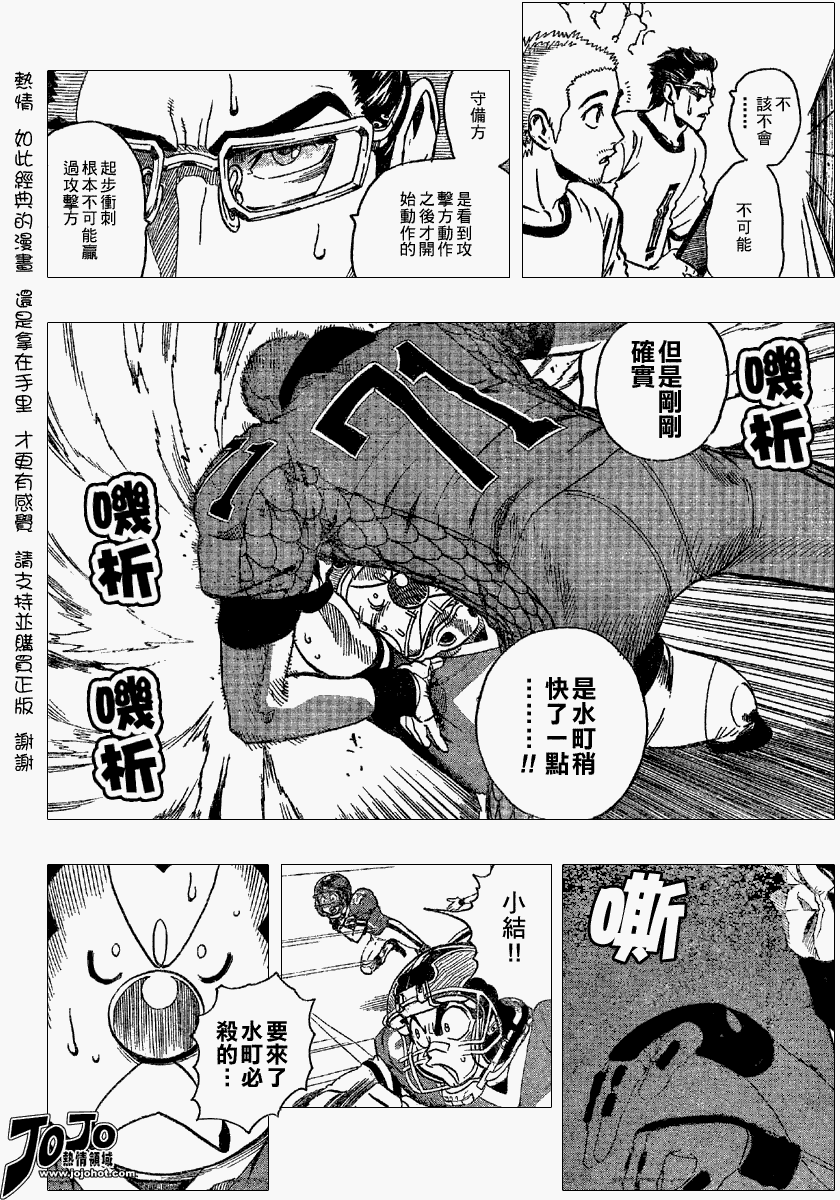 不
該不會
……
不可能
守備方
是看到攻
擊方動作
之後才開
始動作的
起步衝刺
根本不可能贏
過攻擊方
但是剛剛
確實
嘰
折
嘰
折
嘰
折
是水町稍
快了一點
………!!
嘶
小結!!
要來了
水町必
殺的…
熱情 如此經典的漫畫 還是拿在手里 才更有感覺 請支持並購買正版 謝謝
71
JOJO
熱情領域
www.jojohot.com